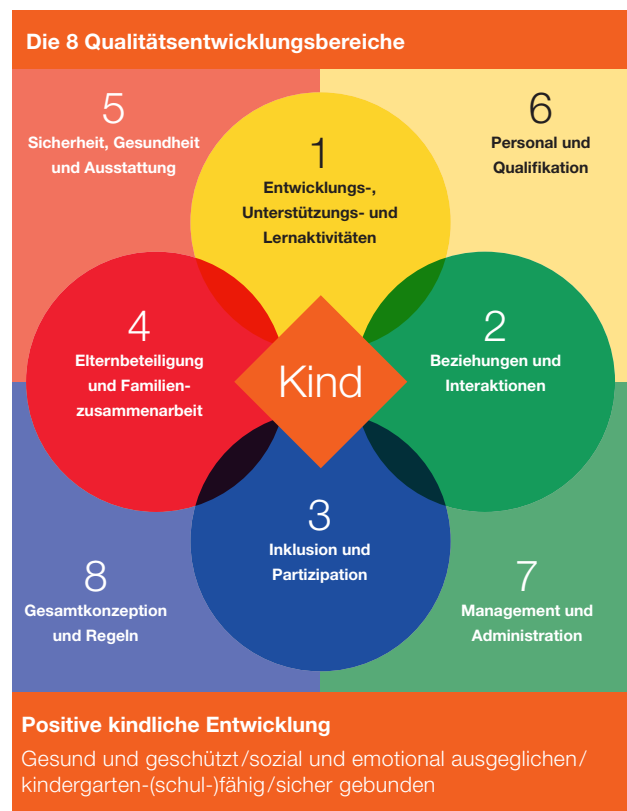 Die 8 Qualitätsentwicklungsbereiche
5
Sicherheit, Gesundheit
und Ausstattung
6
Personal und
Qualifikation
1
Entwicklungs-,
Unterstützungs- und
Lernaktivitäten
4
Elternbeteiligung
und Familien-
zusammenarbeit
Kind
2
Beziehungen und
Interaktionen
3
Inklusion und
Partizipation
8
Gesamtkonzeption
und Regeln
7
Management und
Administration
Positive kindliche Entwicklung
Gesund und geschützt/sozial und emotional ausgeglichen/
kindergarten-(schul-)fähig/sicher gebunden